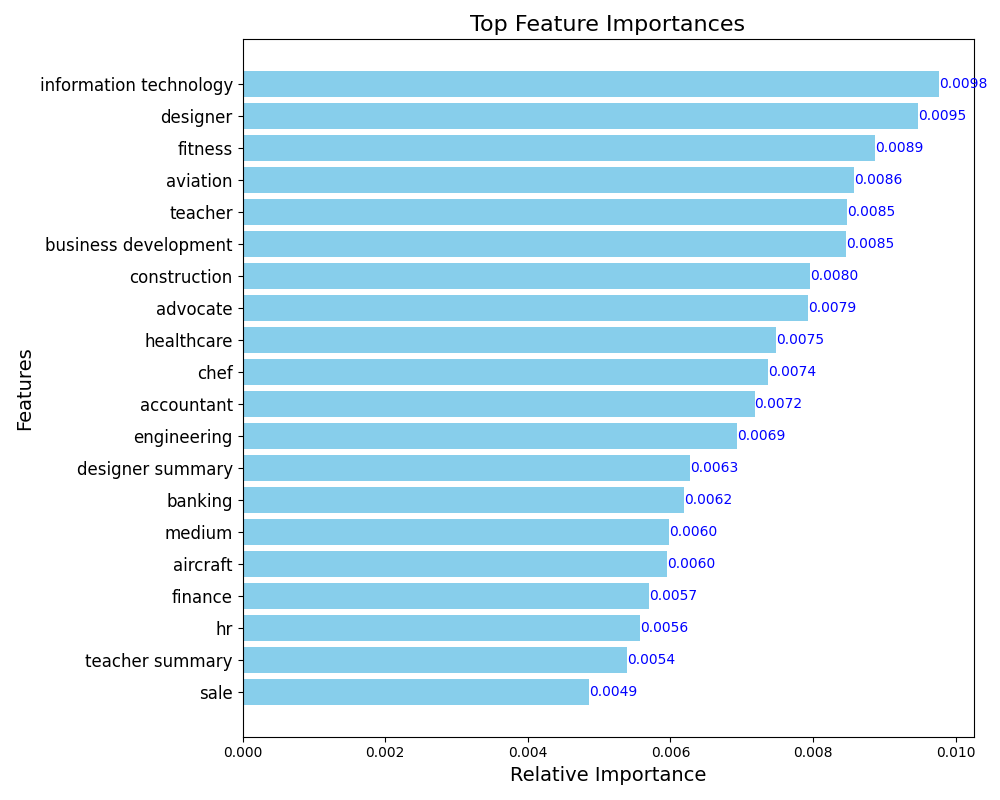 Top Feature Importances
information technology 0.0098
designer 0.0095
fitness 0.0089
aviation 0.0086
teacher 0.0085
business development 0.0085
construction 0.0080
advocate 0.0079
healthcare 0.0075
chef 0.0074
accountant 0.0072
engineering 0.0069
designer summary 0.0063
banking 0.0062
medium 0.0060
aircraft 0.0060
finance 0.0057
hr 0.0056
teacher summary 0.0054
sale 0.0049
Features
0.000 0.002 0.004 0.006 0.008 0.010
Relative Importance